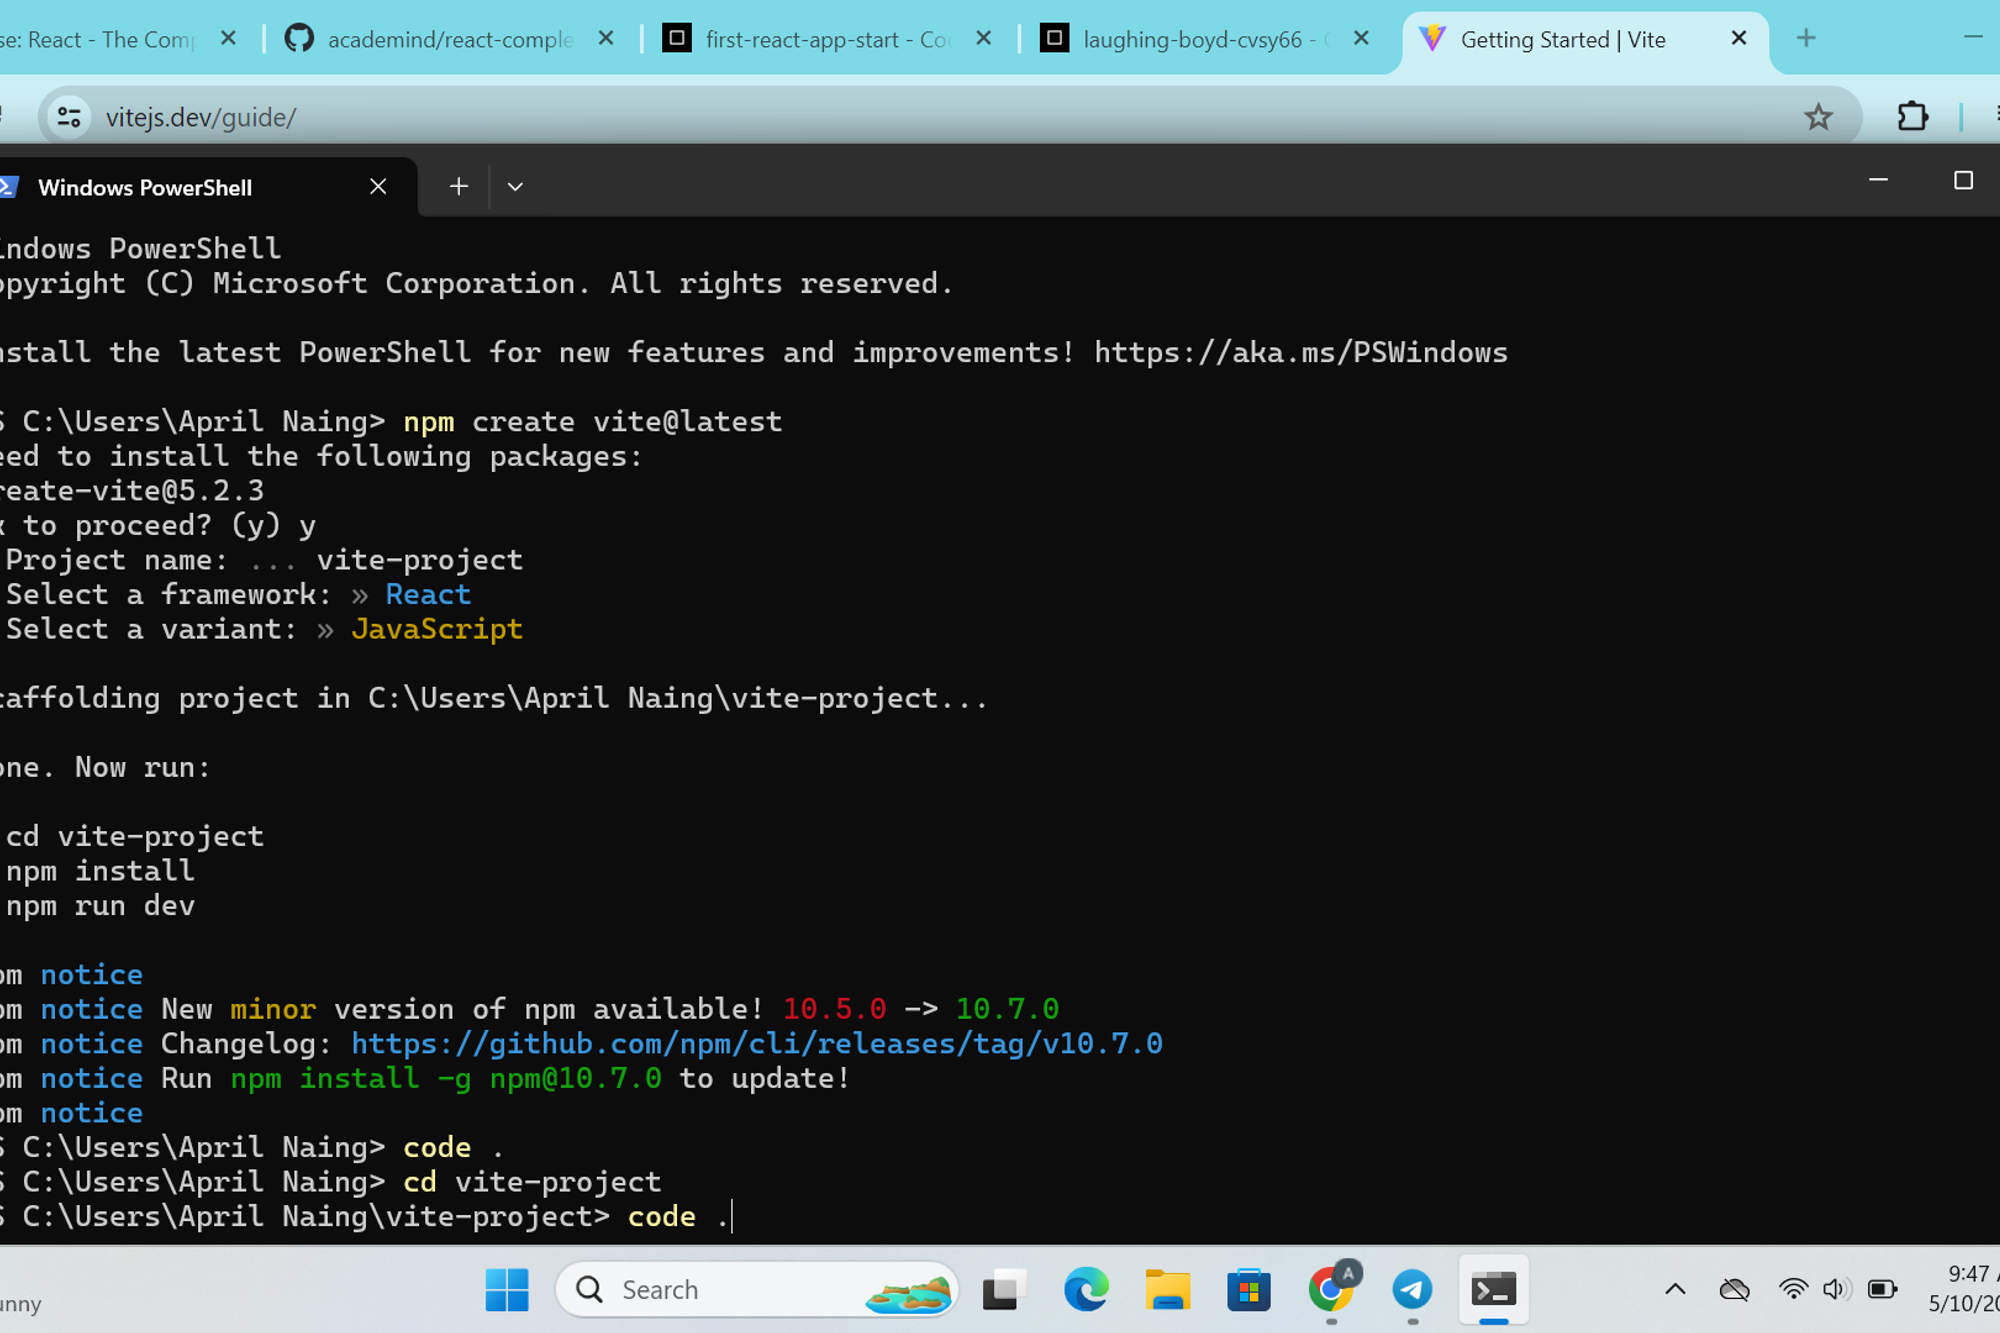 se: React - The Comp
academind/react-comple
first-react-app-start - Co
laughing-boyd-cvsy66 -
Getting Started | Vite
vitejs.dev/guide/
Windows PowerShell
indows PowerShell
opyright (C) Microsoft Corporation. All rights reserved.
nstall the latest PowerShell for new features and improvements! https://aka.ms/PSWindows
S C:\Users\April Naing> npm create vite@latest
eed to install the following packages:
reate-vite@5.2.3
k to proceed? (y) y
Project name: ... vite-project
Select a framework: » React
Select a variant: » JavaScript
caffolding project in C:\Users\April Naing\vite-project...
one. Now run:
cd vite-project
npm install
npm run dev
pm notice
pm notice New minor version of npm available! 10.5.0 -> 10.7.0
pm notice Changelog: https://github.com/npm/cli/releases/tag/v10.7.0
pm notice Run npm install -g npm@10.7.0 to update!
pm notice
S C:\Users\April Naing> code .
S C:\Users\April Naing> cd vite-project
S C:\Users\April Naing\vite-project> code .
unny
Search
A
9:47 A
5/10/20